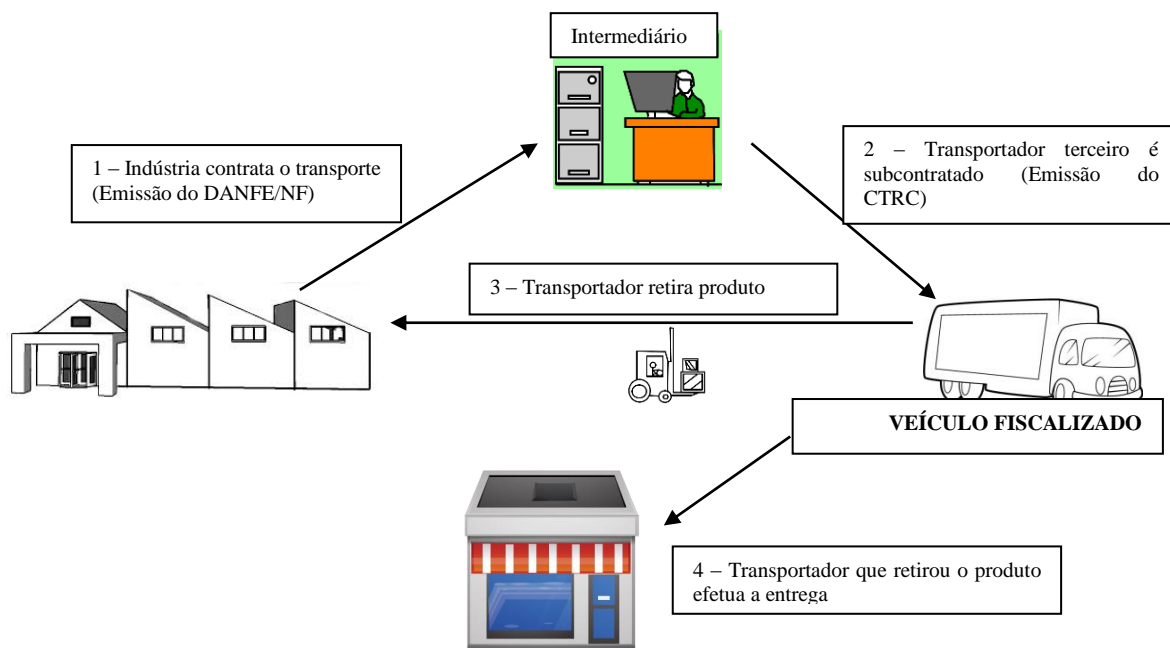 Intermediário
1 – Indústria contrata o transporte
(Emissão do DANFE/NF)
2 – Transportador terceiro é
subcontratado (Emissão do
CTRC)
3 – Transportador retira produto
VEÍCULO FISCALIZADO
4 – Transportador que retirou o produto
efetua a entrega